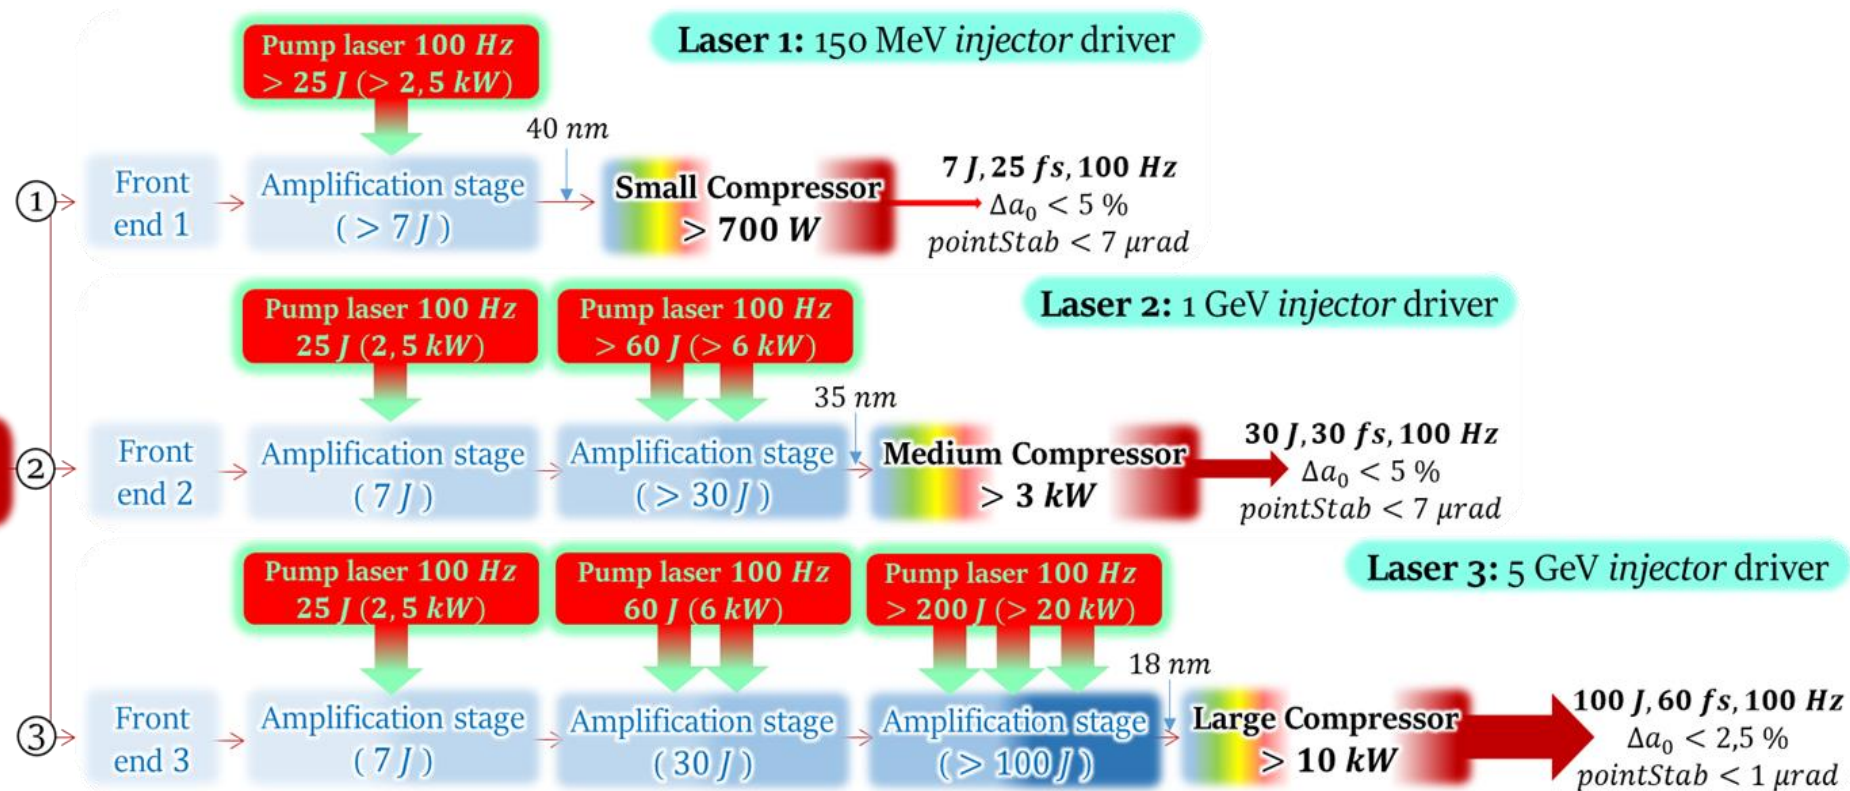 Laser 1: 150 MeV injector driver
Pump laser 100 Hz
> 25 J (> 2,5 kW)
40 nm
①
Front
end 1
Amplification stage
( > 7 J )
Small Compressor
> 700 W
7 J, 25 fs, 100 Hz
Δa₀ < 5 %
pointStab < 7 μrad
Laser 2: 1 GeV injector driver
Pump laser 100 Hz
25 J (2,5 kW)
Pump laser 100 Hz
> 60 J (> 6 kW)
35 nm
②
Front
end 2
Amplification stage
( 7 J )
Amplification stage
( > 30 J )
Medium Compressor
> 3 kW
30 J, 30 fs, 100 Hz
Δa₀ < 5 %
pointStab < 7 μrad
Laser 3: 5 GeV injector driver
Pump laser 100 Hz
25 J (2,5 kW)
Pump laser 100 Hz
60 J (6 kW)
Pump laser 100 Hz
> 200 J (> 20 kW)
18 nm
③
Front
end 3
Amplification stage
( 7 J )
Amplification stage
( 30 J )
Amplification stage
( > 100 J )
Large Compressor
> 10 kW
100 J, 60 fs, 100 Hz
Δa₀ < 2,5 %
pointStab < 1 μrad